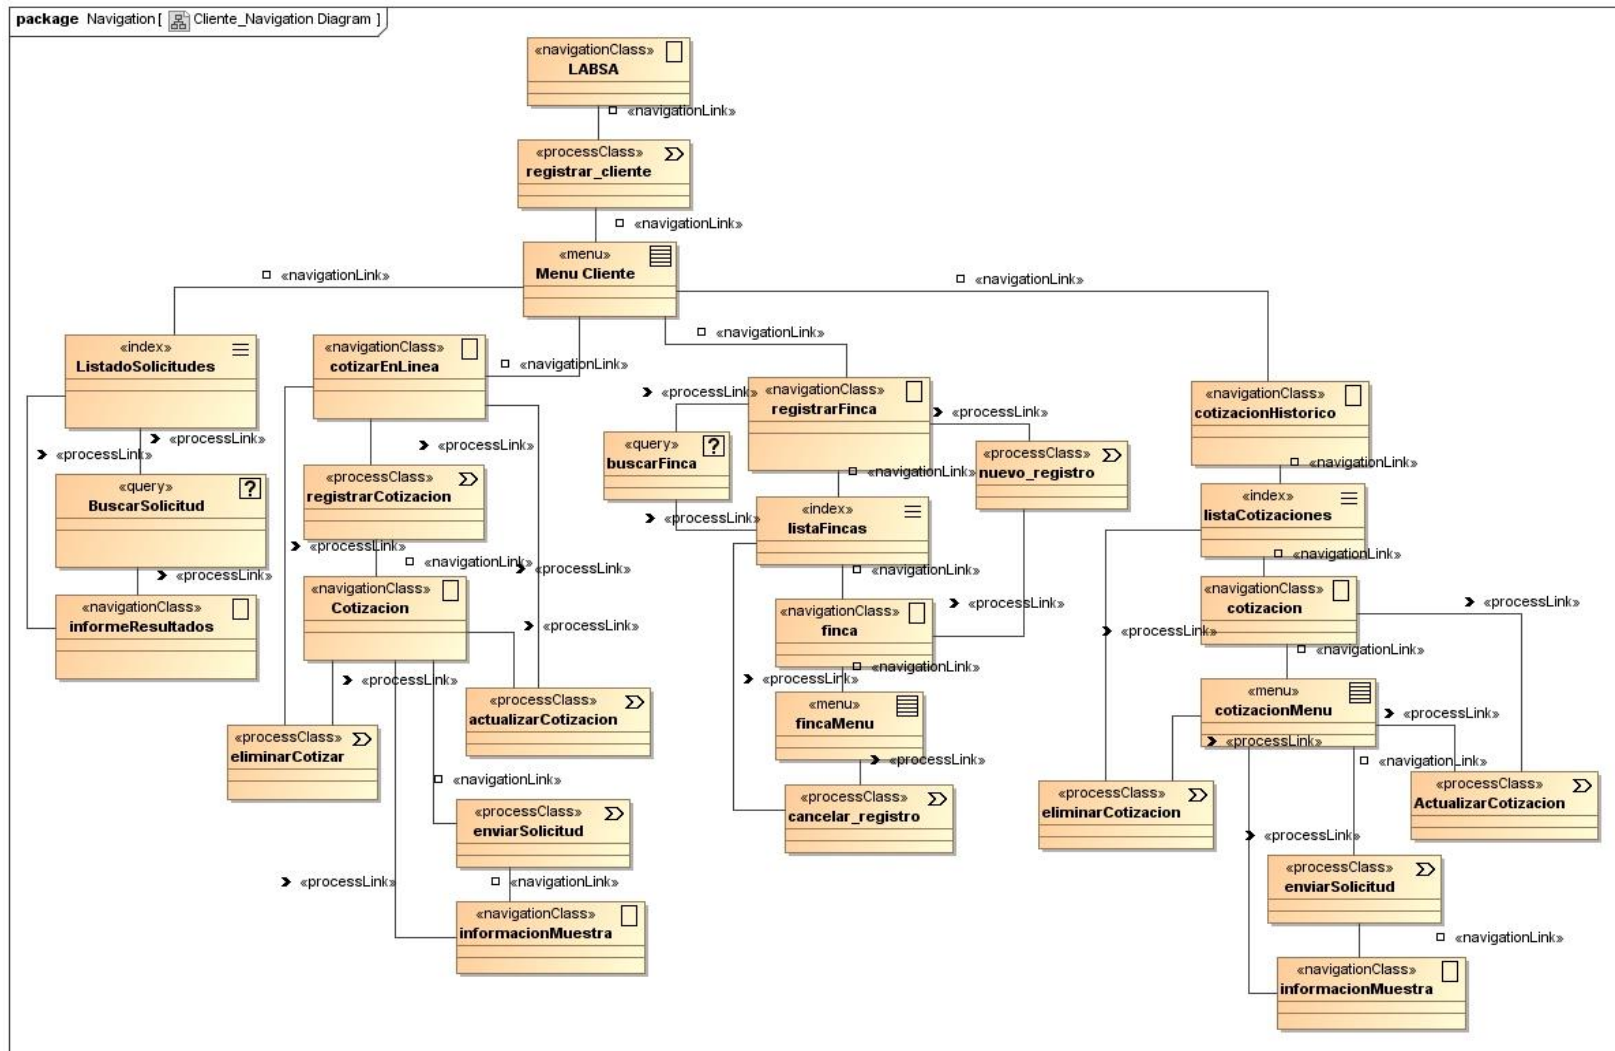 package Navigation [ Cliente_Navigation Diagram ]
«navigationClass»
LABSA
«navigationLink»
«processClass»
registrar_cliente
«navigationLink»
«menu»
Menu Cliente
«navigationLink»
«navigationLink»
«navigationLink»
«navigationLink»
«index»
ListadoSolicitudes
«processLink»
«processLink»
«query»
BuscarSolicitud
?
«processLink»
«navigationClass»
informeResultados
«navigationClass»
cotizarEnLinea
«processLink»
«processClass»
registrarCotizacion
«processLink»
«navigationLink»
«processLink»
«navigationClass»
Cotizacion
«processLink»
«processLink»
«processClass»
actualizarCotizacion
«processClass»
eliminarCotizar
«navigationLink»
«processClass»
enviarSolicitud
«processLink»
«navigationLink»
«navigationClass»
informacionMuestra
«processLink»
«navigationClass»
registrarFinca
«processLink»
«query»
buscarFinca
?
«navigationLink»
«processClass»
nuevo_registro
«processLink»
«index»
listaFincas
«navigationLink»
«navigationClass»
finca
«processLink»
«navigationLink»
«processLink»
«menu»
fincaMenu
«processLink»
«processClass»
cancelar_registro
«navigationClass»
cotizacionHistorico
«navigationLink»
«index»
listaCotizaciones
«navigationLink»
«navigationClass»
cotizacion
«processLink»
«processLink»
«navigationLink»
«menu»
cotizacionMenu
«processLink»
«processLink»
«navigationLink»
«processClass»
eliminarCotizacion
«processClass»
ActualizarCotizacion
«processLink»
«processClass»
enviarSolicitud
«navigationLink»
«navigationClass»
informacionMuestra